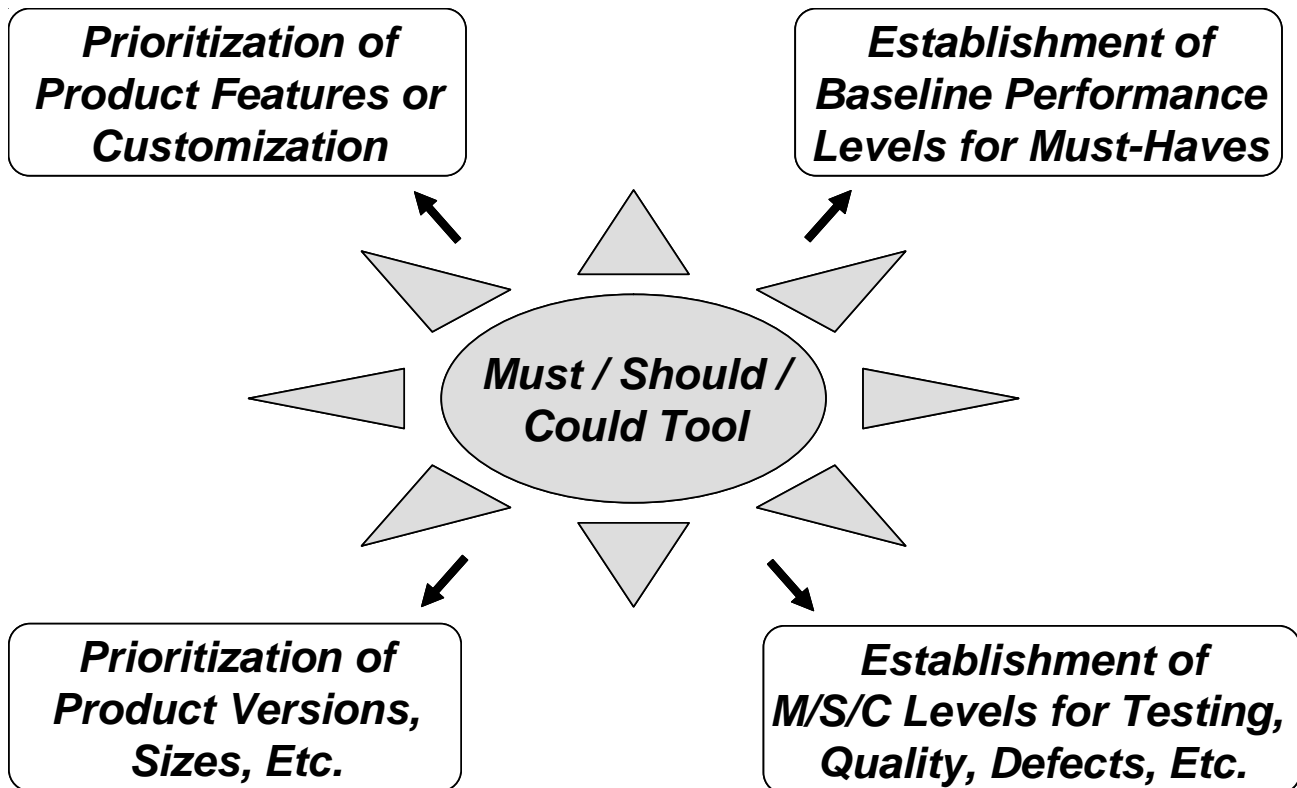 Prioritization of
Product Features or
Customization
Establishment of
Baseline Performance
Levels for Must-Haves
Must / Should /
Could Tool
Prioritization of
Product Versions,
Sizes, Etc.
Establishment of
M/S/C Levels for Testing,
Quality, Defects, Etc.